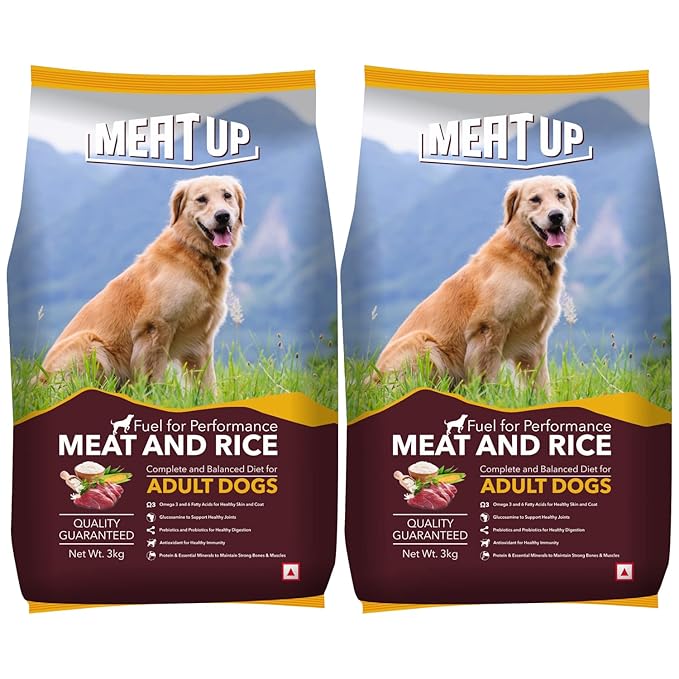 MEAT UP
Fuel for Performance
MEAT AND RICE
Complete and Balanced Diet for
ADULT DOGS
Ω3 Omega 3 and 6 Fatty Acids for Healthy Skin and Coat
Glucosamine to Support Healthy Joints
Prebiotics and Probiotics for Healthy Digestion
Antioxidant for Healthy Immunity
Protein & Essential Minerals to Maintain Strong Bones & Muscles
QUALITY
GUARANTEED
Net Wt. 3kg
MEAT UP
Fuel for Performance
MEAT AND RICE
Complete and Balanced Diet for
ADULT DOGS
Ω3 Omega 3 and 6 Fatty Acids for Healthy Skin and Coat
Glucosamine to Support Healthy Joints
Prebiotics and Probiotics for Healthy Digestion
Antioxidant for Healthy Immunity
Protein & Essential Minerals to Maintain Strong Bones & Muscles
QUALITY
GUARANTEED
Net Wt. 3kg